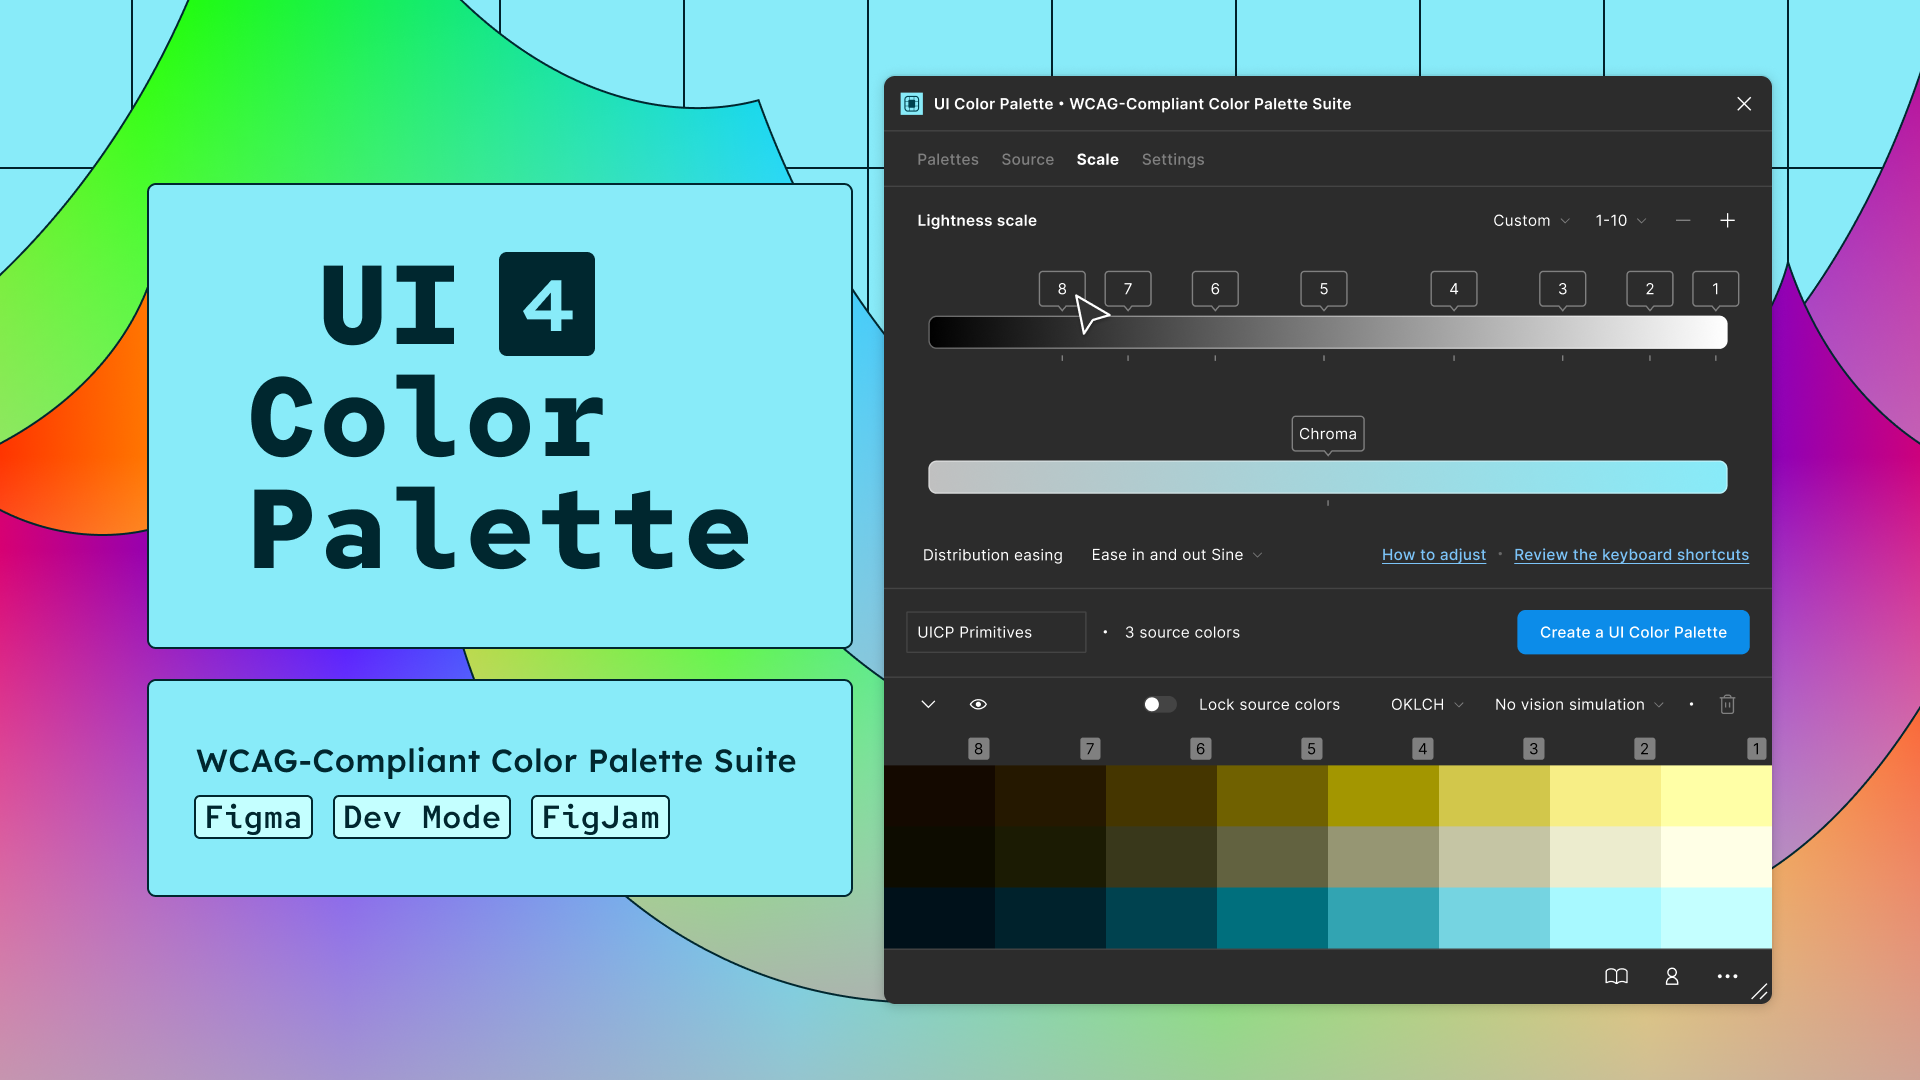 UI 4
Color
Palette
WCAG-Compliant Color Palette Suite
Figma Dev Mode FigJam
UI Color Palette • WCAG-Compliant Color Palette Suite
Palettes Source Scale Settings
Lightness scale Custom 1-10
8 7 6 5 4 3 2 1
Chroma
Distribution easing Ease in and out Sine How to adjust • Review the keyboard shortcuts
UICP Primitives • 3 source colors Create a UI Color Palette
Lock source colors OKLCH No vision simulation •
8 7 6 5 4 3 2 1